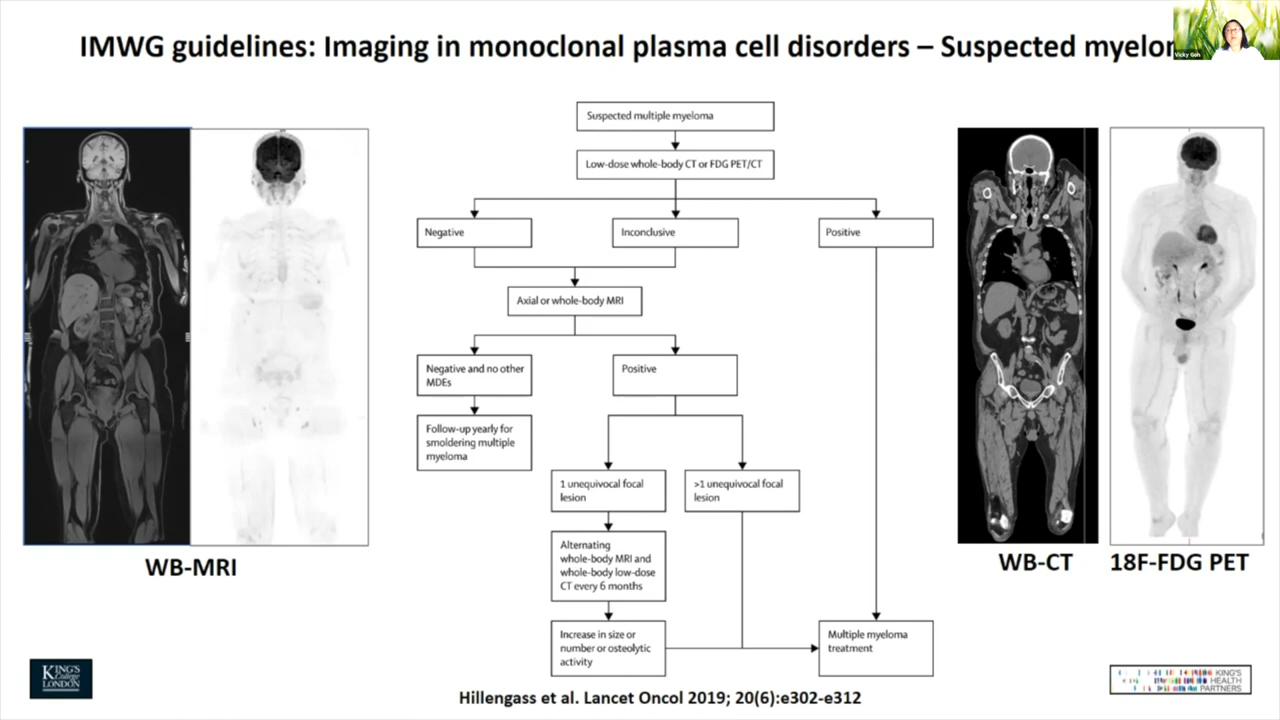 IMWG guidelines: Imaging in monoclonal plasma cell disorders – Suspected myelo
Vicky Goh
Suspected multiple myeloma
Low-dose whole-body CT or FDG PET/CT
Negative
Inconclusive
Positive
Axial or whole-body MRI
Negative and no other
MDEs
Positive
Follow-up yearly for
smoldering multiple
myeloma
1 unequivocal focal
lesion
>1 unequivocal focal
lesion
Alternating
whole-body MRI and
whole-body low-dose
CT every 6 months
Increase in size or
number or osteolytic
activity
Multiple myeloma
treatment
WB-MRI
WB-CT
18F-FDG PET
KING'S
College
LONDON
Hillengass et al. Lancet Oncol 2019; 20(6):e302-e312
KING'S
HEALTH
PARTNERS